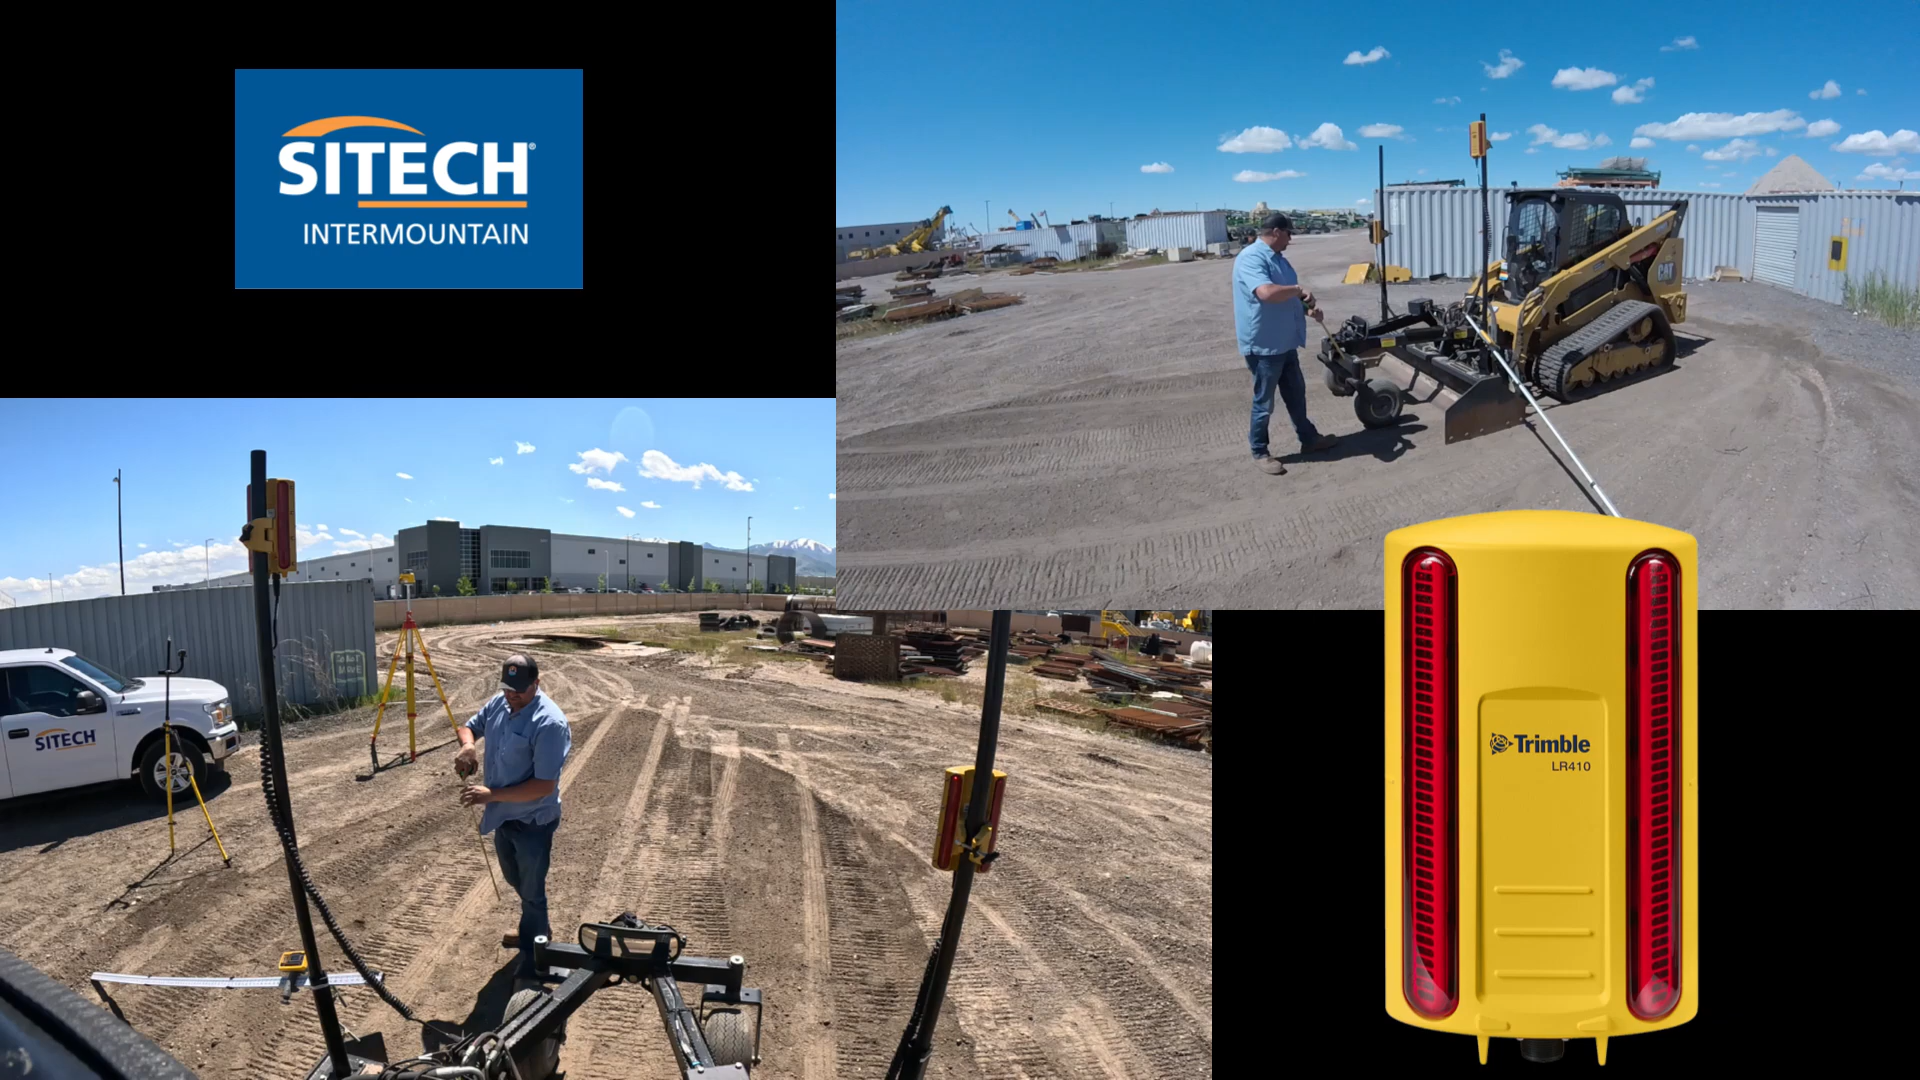 SITECH®
INTERMOUNTAIN
CAT
SITECH
Trimble
LR410